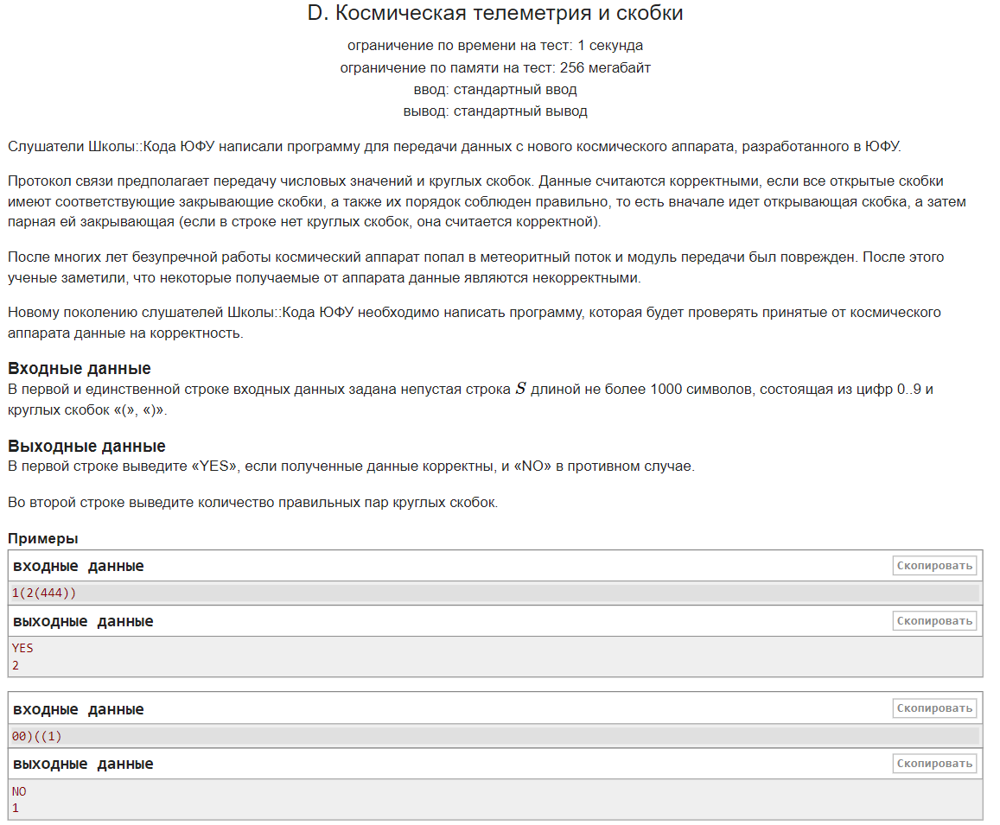 D. Космическая телеметрия и скобки
ограничение по времени на тест: 1 секунда
ограничение по памяти на тест: 256 мегабайт
ввод: стандартный ввод
вывод: стандартный вывод
Слушатели Школы::Кода ЮФУ написали программу для передачи данных с нового космического аппарата, разработанного в ЮФУ.
Протокол связи предполагает передачу числовых значений и круглых скобок. Данные считаются корректными, если все открытые скобки
имеют соответствующие закрывающие скобки, а также их порядок соблюден правильно, то есть вначале идет открывающая скобка, а затем
парная ей закрывающая (если в строке нет круглых скобок, она считается корректной).
После многих лет безупречной работы космический аппарат попал в метеоритный поток и модуль передачи был поврежден. После этого
ученые заметили, что некоторые получаемые от аппарата данные являются некорректными.
Новому поколению слушателей Школы::Кода ЮФУ необходимо написать программу, которая будет проверять принятые от космического
аппарата данные на корректность.
Входные данные
В первой и единственной строке входных данных задана непустая строка S длиной не более 1000 символов, состоящая из цифр 0..9 и
круглых скобок «(», «)».
Выходные данные
В первой строке выведите «YES», если полученные данные корректны, и «NO» в противном случае.
Во второй строке выведите количество правильных пар круглых скобок.
Примеры
входные данные Скопировать
1(2(444))
выходные данные Скопировать
YES
2
входные данные Скопировать
00)((1)
выходные данные Скопировать
NO
1